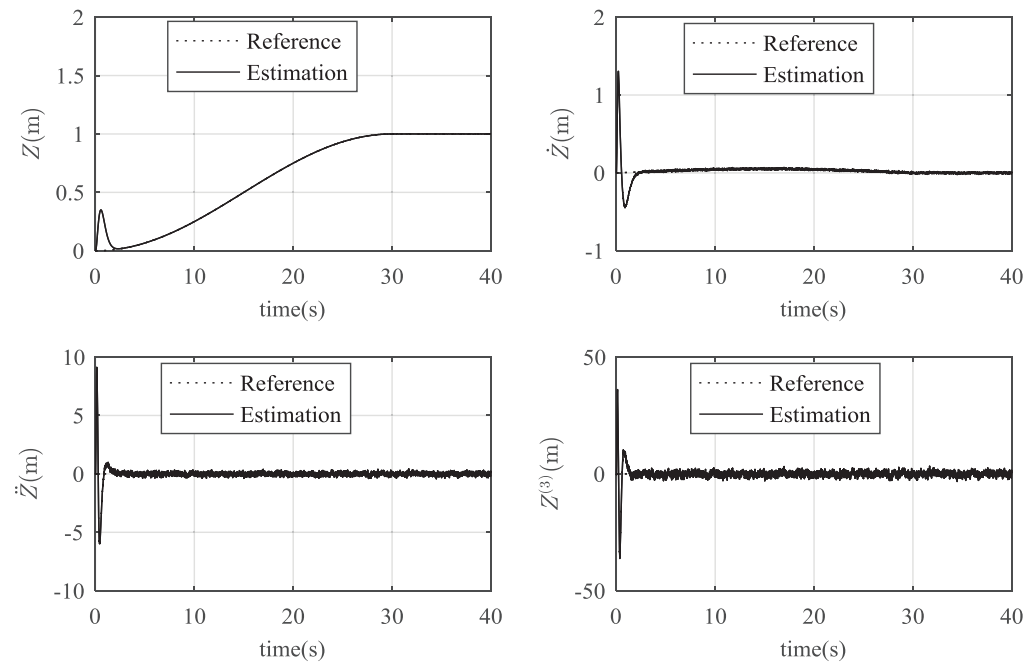 2
1.5
1
0.5
0
Z(m)
Reference
Estimation
0 10 20 30 40
time(s)
2
1
0
-1
Ż(m)
Reference
Estimation
0 10 20 30 40
time(s)
10
5
0
-5
-10
Z̈(m)
Reference
Estimation
0 10 20 30 40
time(s)
50
0
-50
Z⁽³⁾(m)
Reference
Estimation
0 10 20 30 40
time(s)